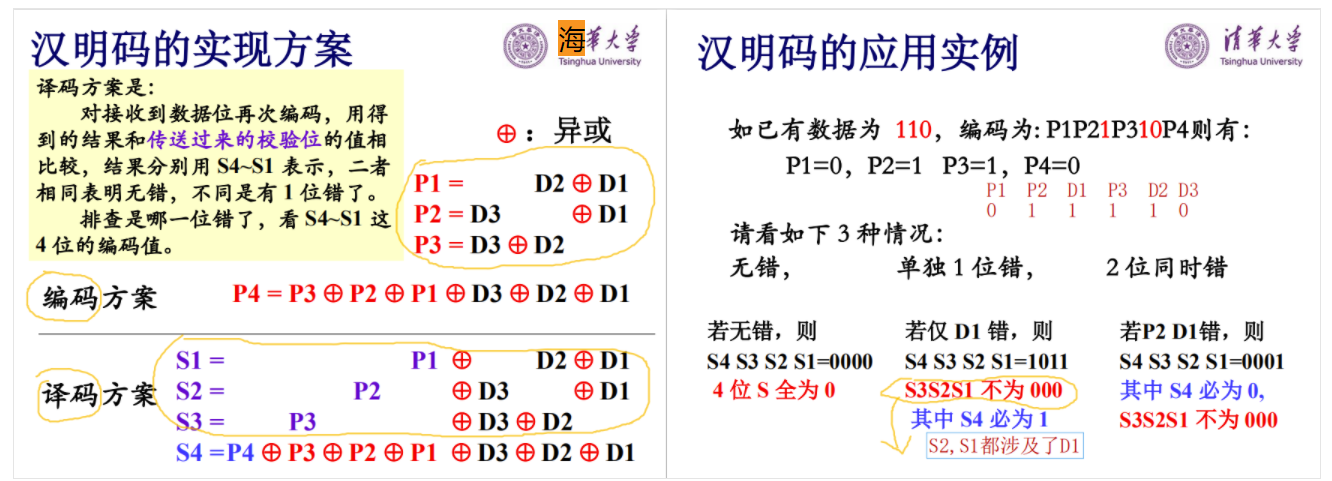 汉明码的实现方案
海华大学
Tsinghua University
译码方案是：
对接收到数据位再次编码，用得
到的结果和传送过来的校验位的值相
比较，结果分别用 S4~S1 表示，二者
相同表明无错，不同是有 1 位错了。
排查是哪一位错了，看 S4~S1 这
4 位的编码值。
⊕：异或
P1 = D2 ⊕ D1
P2 = D3 ⊕ D1
P3 = D3 ⊕ D2
编码方案 P4 = P3 ⊕ P2 ⊕ P1 ⊕ D3 ⊕ D2 ⊕ D1
译码方案
S1 = P1 ⊕ D2 ⊕ D1
S2 = P2 ⊕ D3 ⊕ D1
S3 = P3 ⊕ D3 ⊕ D2
S4 =P4 ⊕ P3 ⊕ P2 ⊕ P1 ⊕ D3 ⊕ D2 ⊕ D1
汉明码的应用实例
清华大学
Tsinghua University
如已有数据为 110，编码为:P1P21P310P4则有：
P1=0，P2=1 P3=1，P4=0
P1 P2 D1 P3 D2 D3
0 1 1 1 1 0
请看如下 3 种情况：
无错， 单独 1 位错， 2 位同时错
若无错，则
S4 S3 S2 S1=0000
4 位 S 全为 0
若仅 D1 错，则
S4 S3 S2 S1=1011
S3S2S1 不为 000
其中 S4 必为 1
S2,S1都涉及了D1
若P2 D1错，则
S4 S3 S2 S1=0001
其中 S4 必为 0,
S3S2S1 不为 000